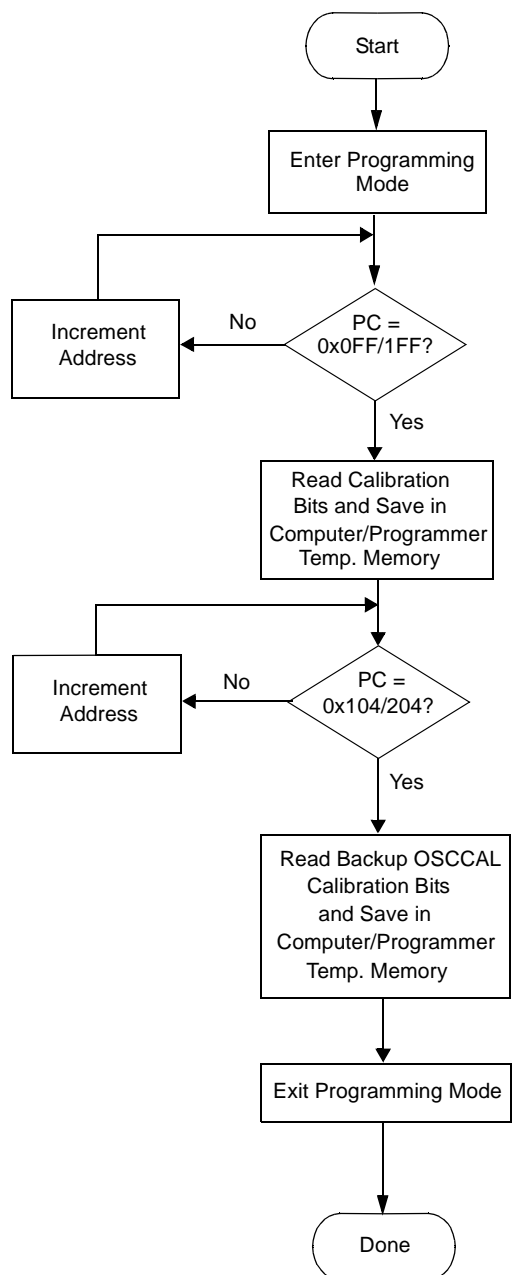 Start
Enter Programming
Mode
Increment
Address
No
PC =
0x0FF/1FF?
Yes
Read Calibration
Bits and Save in
Computer/Programmer
Temp. Memory
Increment
Address
No
PC =
0x104/204?
Yes
Read Backup OSCCAL
Calibration Bits
and Save in
Computer/Programmer
Temp. Memory
Exit Programming Mode
Done